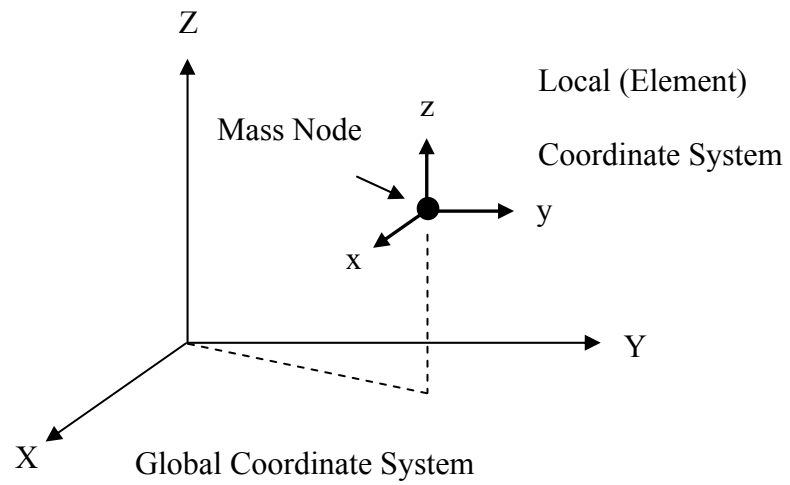 Z
Local (Element)
z
Mass Node
Coordinate System
y
x
Y
X
Global Coordinate System